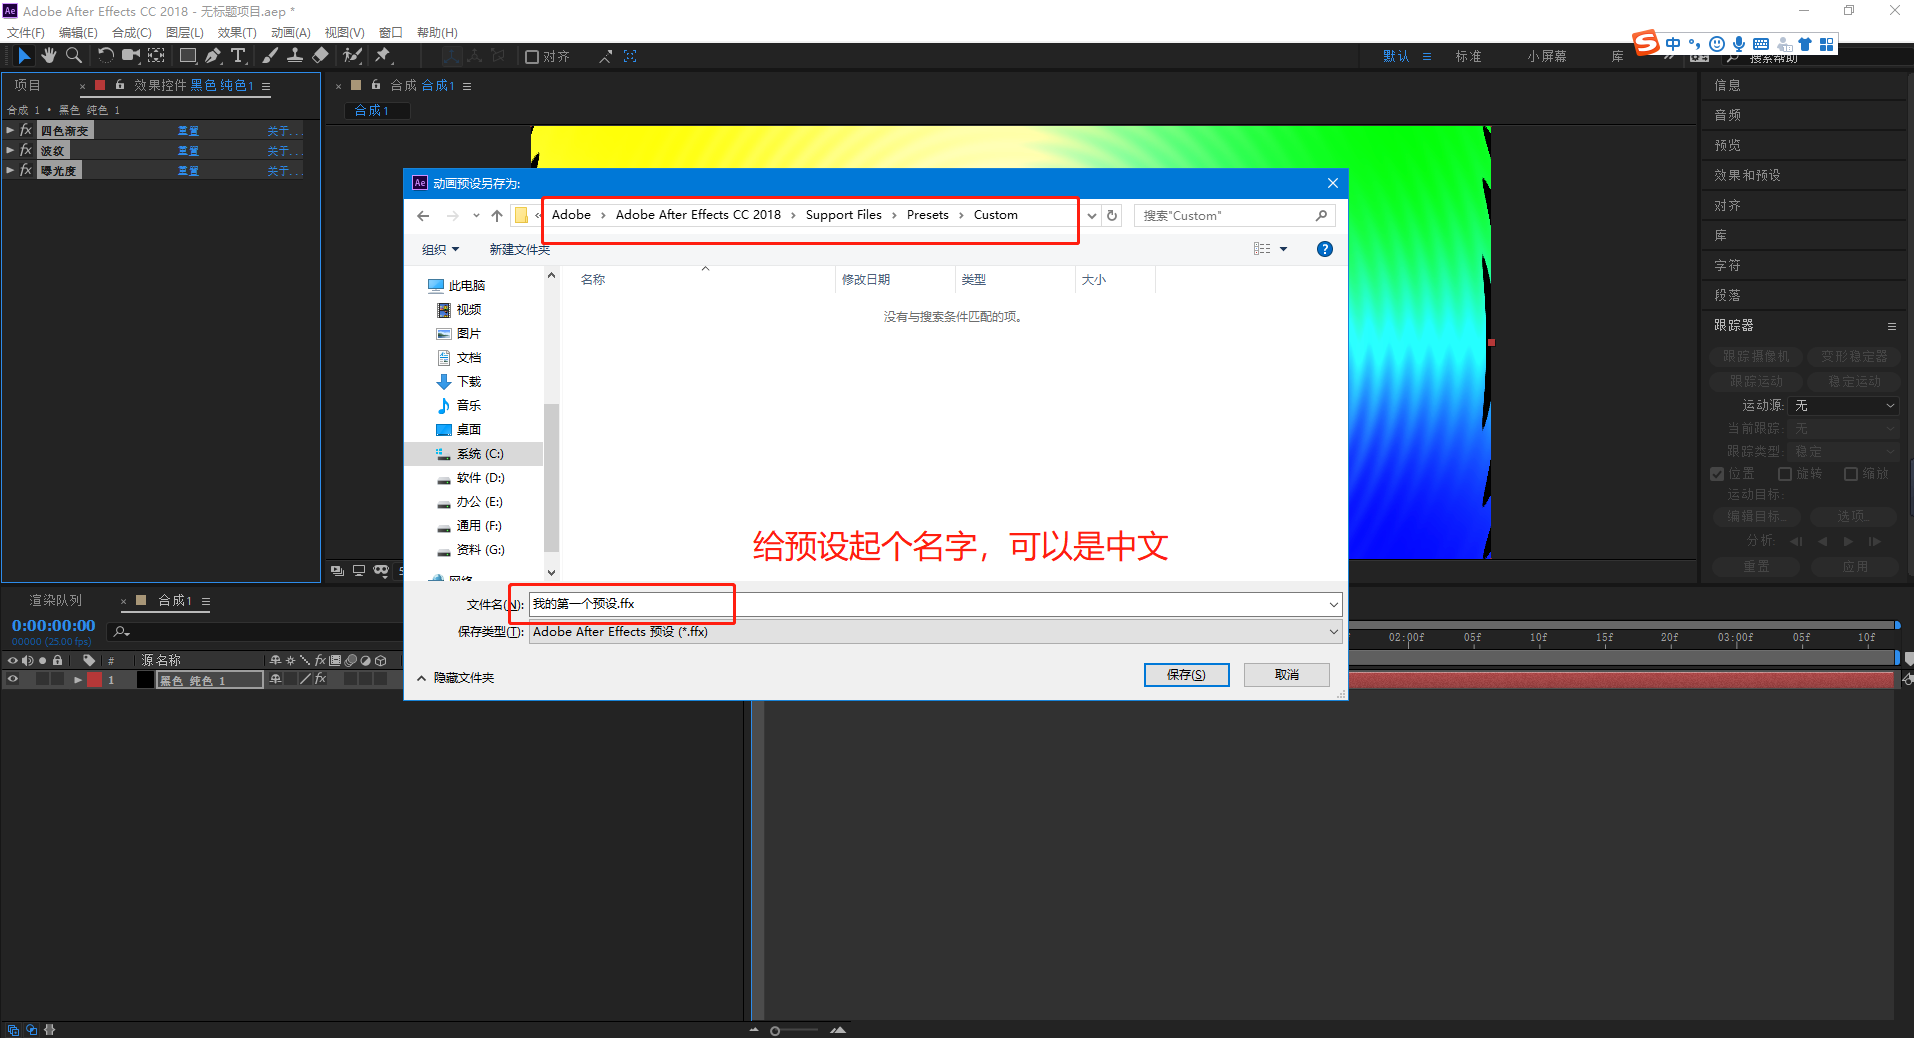 Ae Adobe After Effects CC 2018 - 无标题项目.aep *
文件(F) 编辑(E) 合成(C) 图层(L) 效果(T) 动画(A) 视图(V) 窗口 帮助(H)
对齐 默认 标准 小屏幕 库 搜索帮助
中
项目 效果控件 黑色 纯色 1 合成 合成 1
合成 1 • 黑色 纯色 1 合成 1
fx 四色渐变 重置 关于...
fx 波纹 重置 关于...
fx 曝光度 重置 关于...
信息
音频
预览
效果和预设
对齐
库
字符
段落
跟踪器
跟踪摄像机 变形稳定器
跟踪运动 稳定运动
运动源: 无
当前跟踪: 无
跟踪类型: 稳定
位置 旋转 缩放
运动目标:
编辑目标... 选项...
分析:
重置 应用
Ae 动画预设另存为:
« Adobe › Adobe After Effects CC 2018 › Support Files › Presets › Custom 搜索"Custom"
组织 新建文件夹
名称 修改日期 类型 大小
没有与搜索条件匹配的项。
此电脑
视频
图片
文档
下载
音乐
桌面
系统 (C:)
软件 (D:)
办公 (E:)
通用 (F:)
资料 (G:)
网络
给预设起个名字，可以是中文
文件名(N): 我的第一个预设.ffx
保存类型(T): Adobe After Effects 预设 (*.ffx)
隐藏文件夹 保存(S) 取消
渲染队列 合成 1
0:00:00:00
00000 (25.00 fps)
02:00f 05f 10f 15f 20f 03:00f 05f 10f
# 源名称 fx
1 黑色 纯色 1 fx